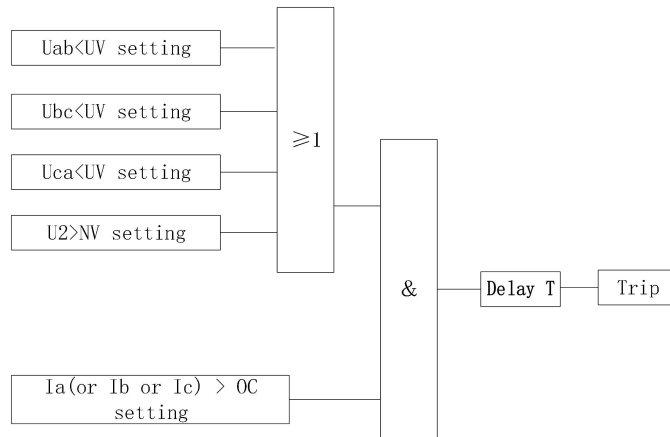 Uab<UV setting
Ubc<UV setting
Uca<UV setting
U2>NV setting
≥1
&
Delay T
Trip
Ia(or Ib or Ic) > OC
setting